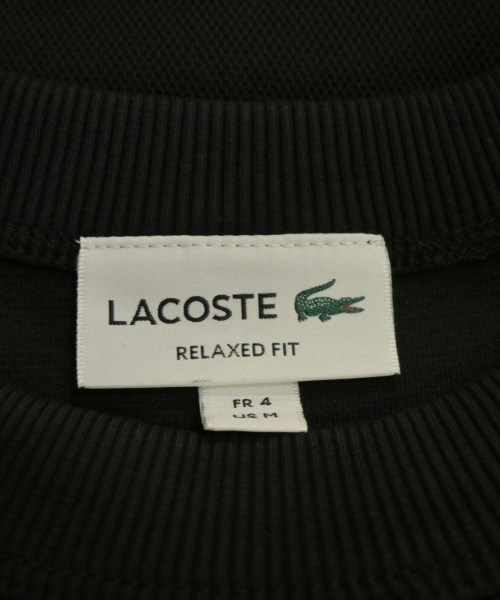 LACOSTE
RELAXED FIT
FR 4
US M